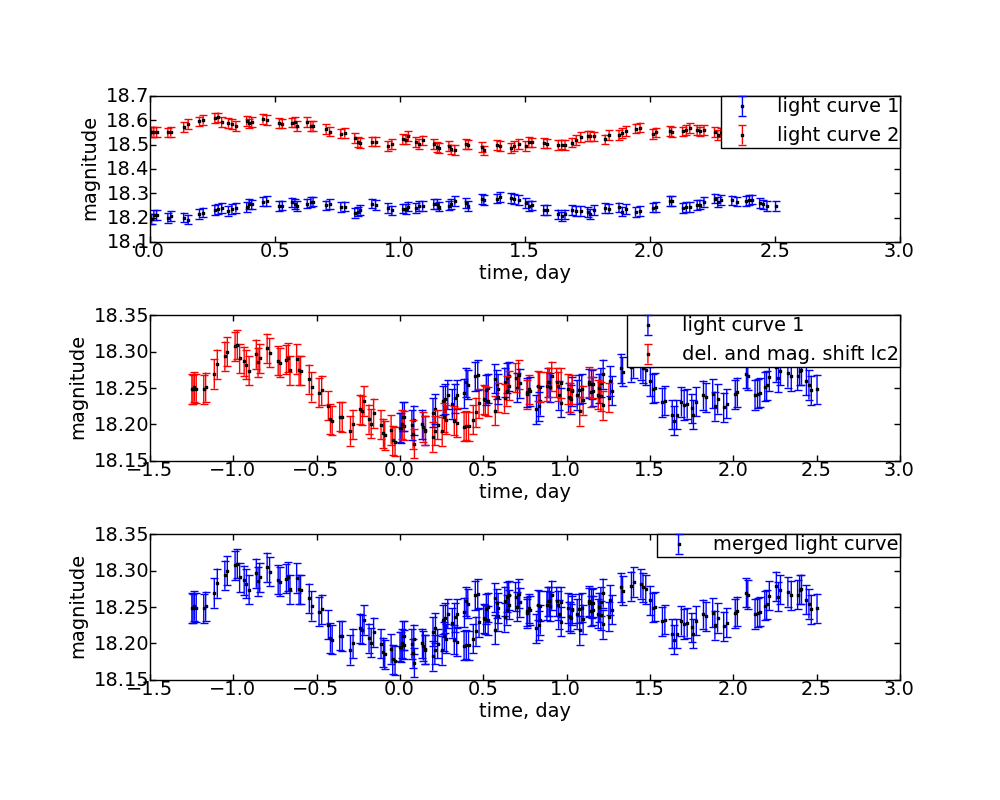 18.7
18.6
18.5
18.4
18.3
18.2
18.1
magnitude
light curve 1
light curve 2
0.0 0.5 1.0 1.5 2.0 2.5 3.0
time, day
18.35
18.30
18.25
18.20
18.15
magnitude
light curve 1
del. and mag. shift lc2
−1.5 −1.0 −0.5 0.0 0.5 1.0 1.5 2.0 2.5 3.0
time, day
18.35
18.30
18.25
18.20
18.15
magnitude
merged light curve
−1.5 −1.0 −0.5 0.0 0.5 1.0 1.5 2.0 2.5 3.0
time, day